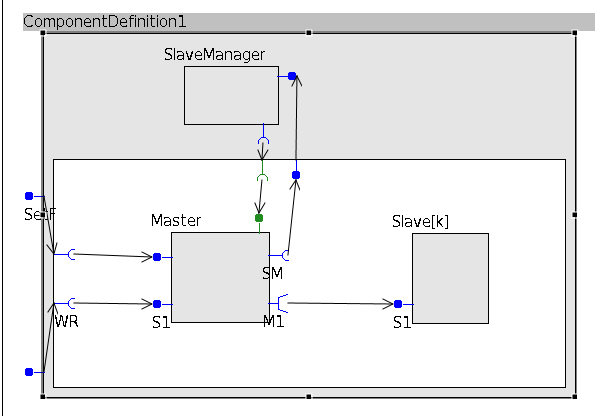 ComponentDefinition1
SlaveManager
Self
Master
Slave[k]
SM
WR
S1
M1
S1